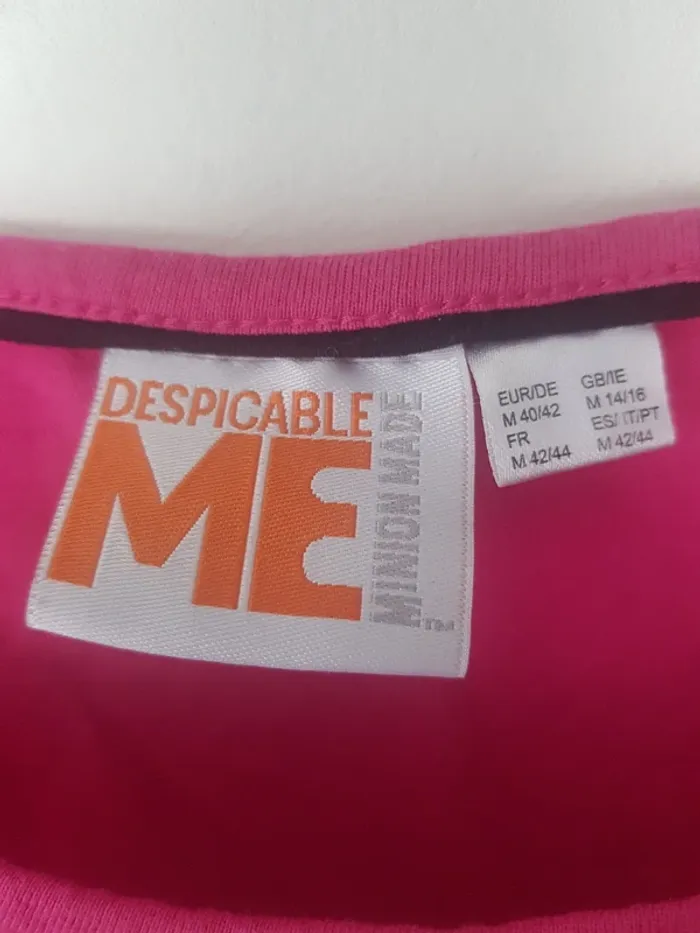 DESPICABLE
ME
MINION MADE
™
EUR/DE
M 40/42
FR
M 42/44
GB/IE
M 14/16
ES/ IT/PT
M 42/44